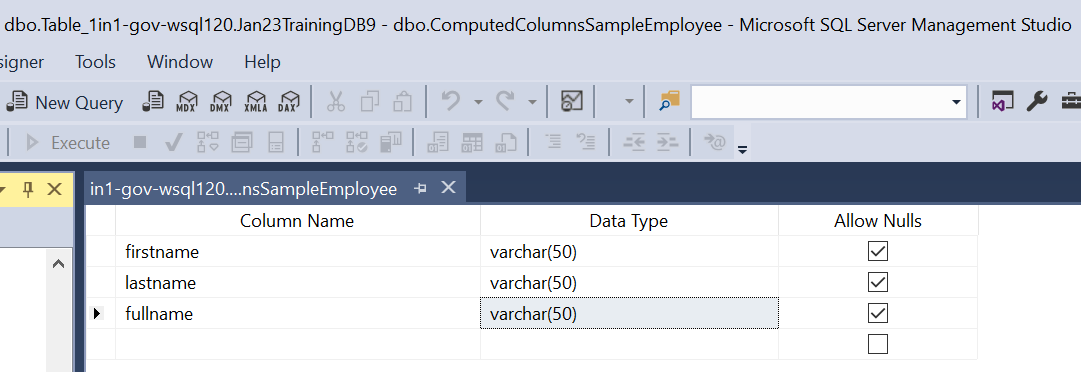 dbo.Table_1in1-gov-wsql120.Jan23TrainingDB9 - dbo.ComputedColumnsSampleEmployee - Microsoft SQL Server Management Studio
signer Tools Window Help
New Query MDX DMX XMLA DAX
Execute
in1-gov-wsql120....nsSampleEmployee
Column Name Data Type Allow Nulls
firstname varchar(50)
lastname varchar(50)
fullname varchar(50)